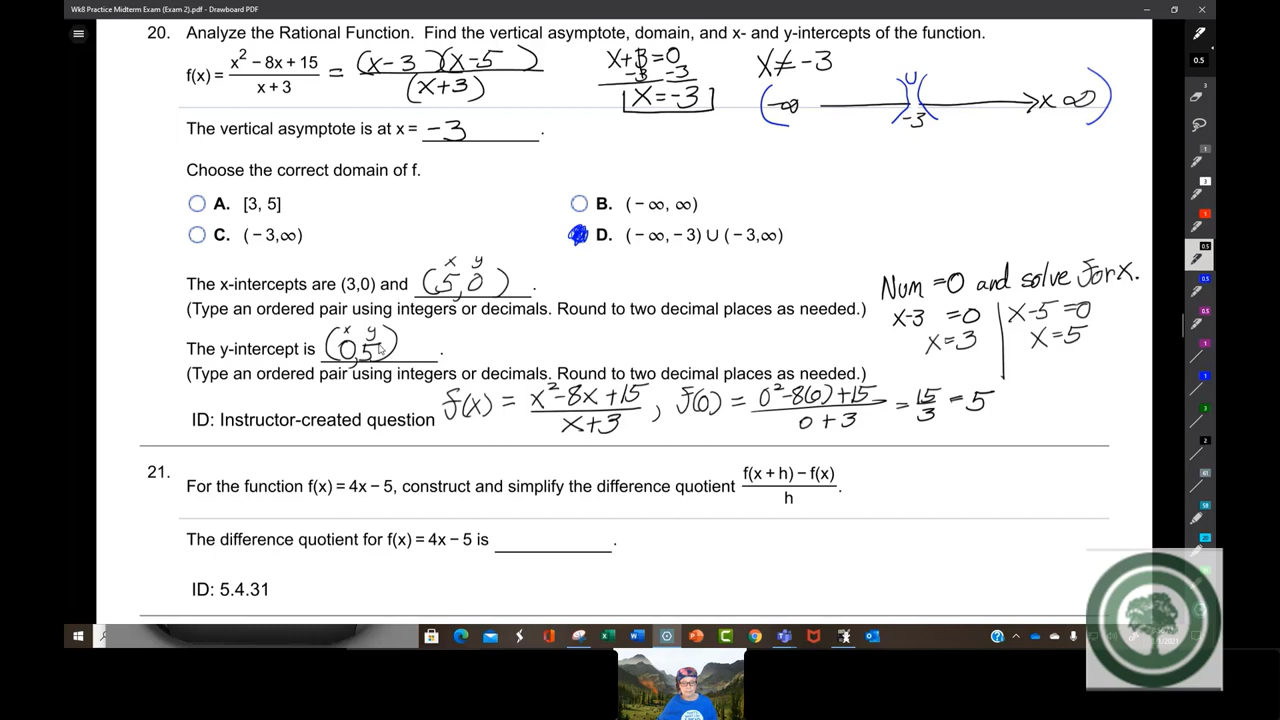 Wk8 Practice Midterm Exam (Exam 2).pdf - Drawboard PDF
20. Analyze the Rational Function. Find the vertical asymptote, domain, and x- and y-intercepts of the function.
f(x) = x² − 8x + 15 / x + 3 = (x-3)(x-5) / (x+3)
x+3=0
-3 -3
x=-3
x≠-3
(-∞ )∪( x ∞)
-3
The vertical asymptote is at x = -3.
Choose the correct domain of f.
A. [3, 5]
B. (−∞, ∞)
C. (−3,∞)
D. (−∞, −3) ∪ (−3,∞)
x y
The x-intercepts are (3,0) and (5,0).
(Type an ordered pair using integers or decimals. Round to two decimal places as needed.)
Num =0 and solve for x.
x-3 =0 | x-5=0
x=3 | x=5
x y
The y-intercept is (0,5).
(Type an ordered pair using integers or decimals. Round to two decimal places as needed.)
f(x) = x²-8x+15 / x+3 , f(0) = 0²-8(0)+15 / 0+3 = 15/3 = 5
ID: Instructor-created question
21. For the function f(x) = 4x − 5, construct and simplify the difference quotient f(x + h) − f(x) / h.
The difference quotient for f(x) = 4x − 5 is ____.
ID: 5.4.31